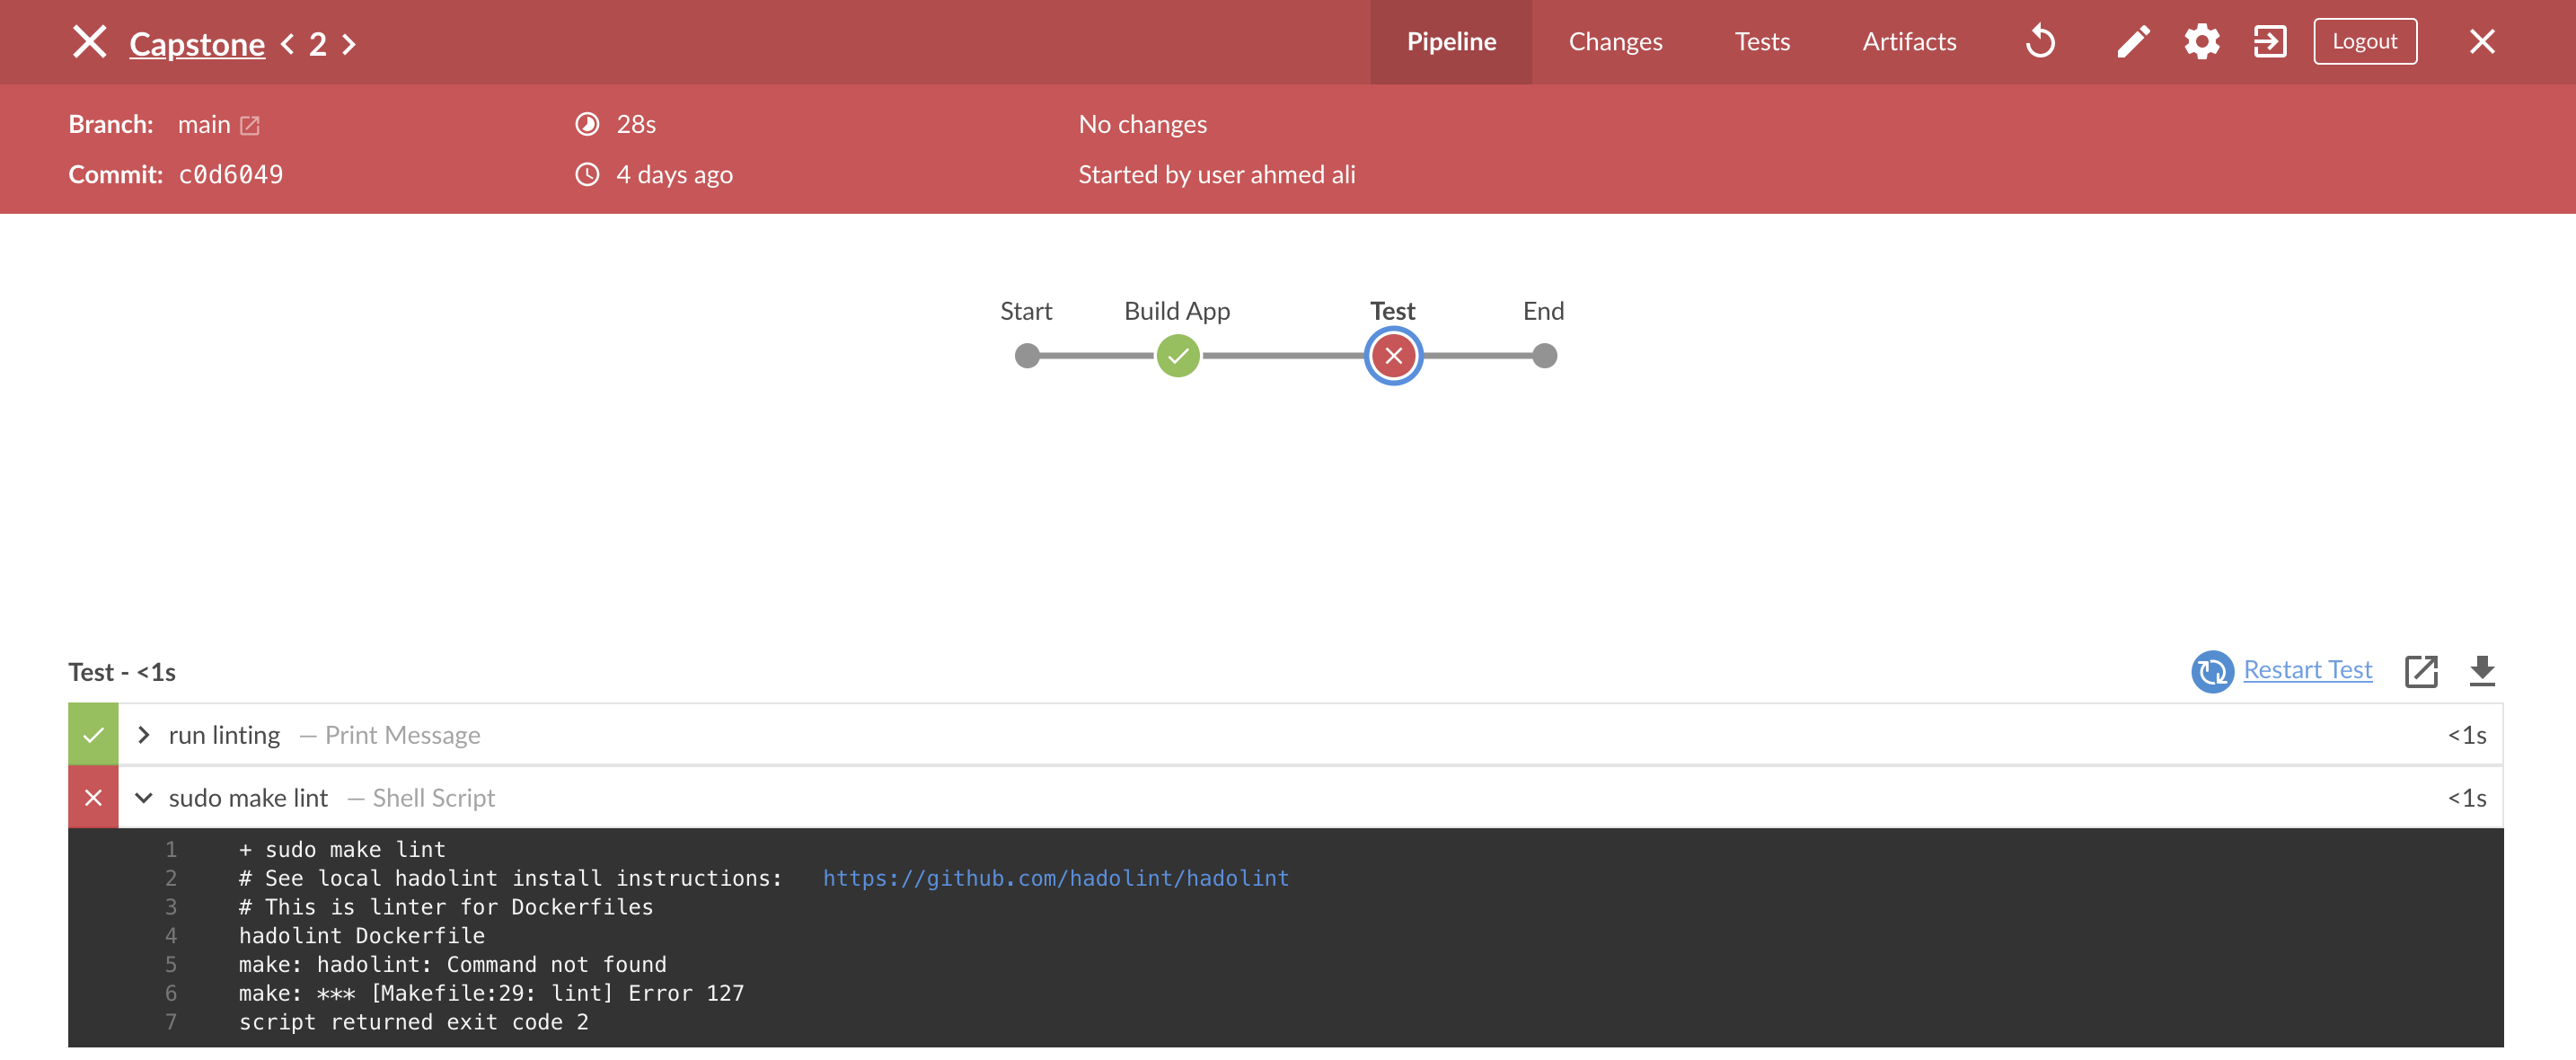 Capstone < 2 >
Pipeline Changes Tests Artifacts Logout
Branch: main 28s No changes
Commit: c0d6049 4 days ago Started by user ahmed ali
Start Build App Test End
Test - <1s Restart Test
run linting — Print Message <1s
sudo make lint — Shell Script <1s
1 + sudo make lint
2 # See local hadolint install instructions: https://github.com/hadolint/hadolint
3 # This is linter for Dockerfiles
4 hadolint Dockerfile
5 make: hadolint: Command not found
6 make: *** [Makefile:29: lint] Error 127
7 script returned exit code 2